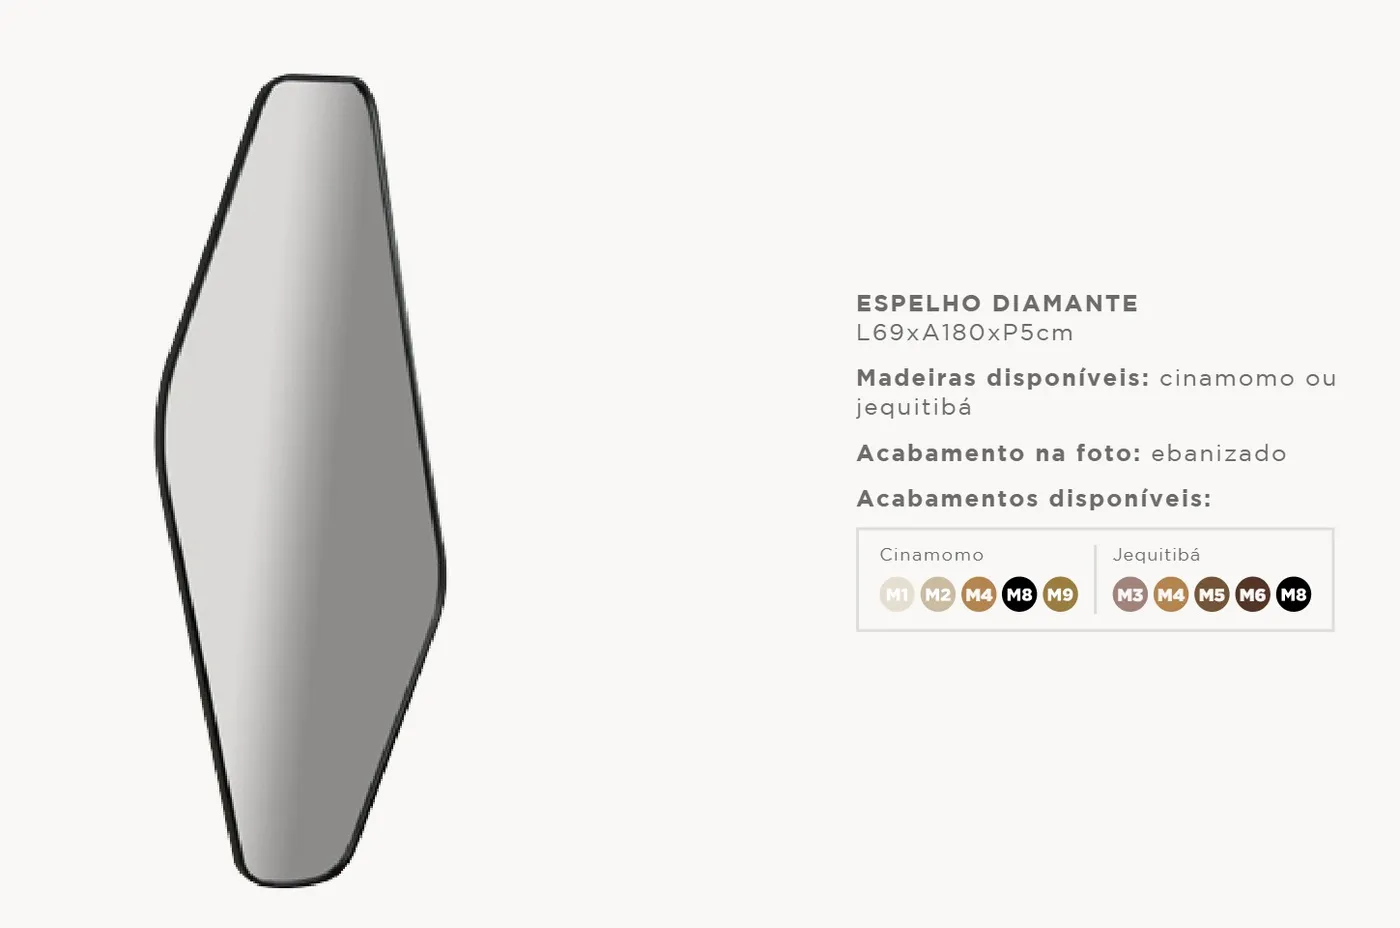 ESPELHO DIAMANTE
L69xA180xP5cm
Madeiras disponíveis: cinamomo ou
jequitibá
Acabamento na foto: ebanizado
Acabamentos disponíveis:
Cinamomo
M1 M2 M4 M8 M9
Jequitibá
M3 M4 M5 M6 M8